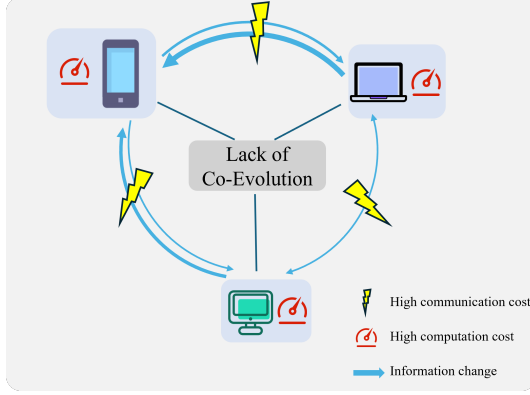 Lack of
Co-Evolution
High communication cost
High computation cost
Information change